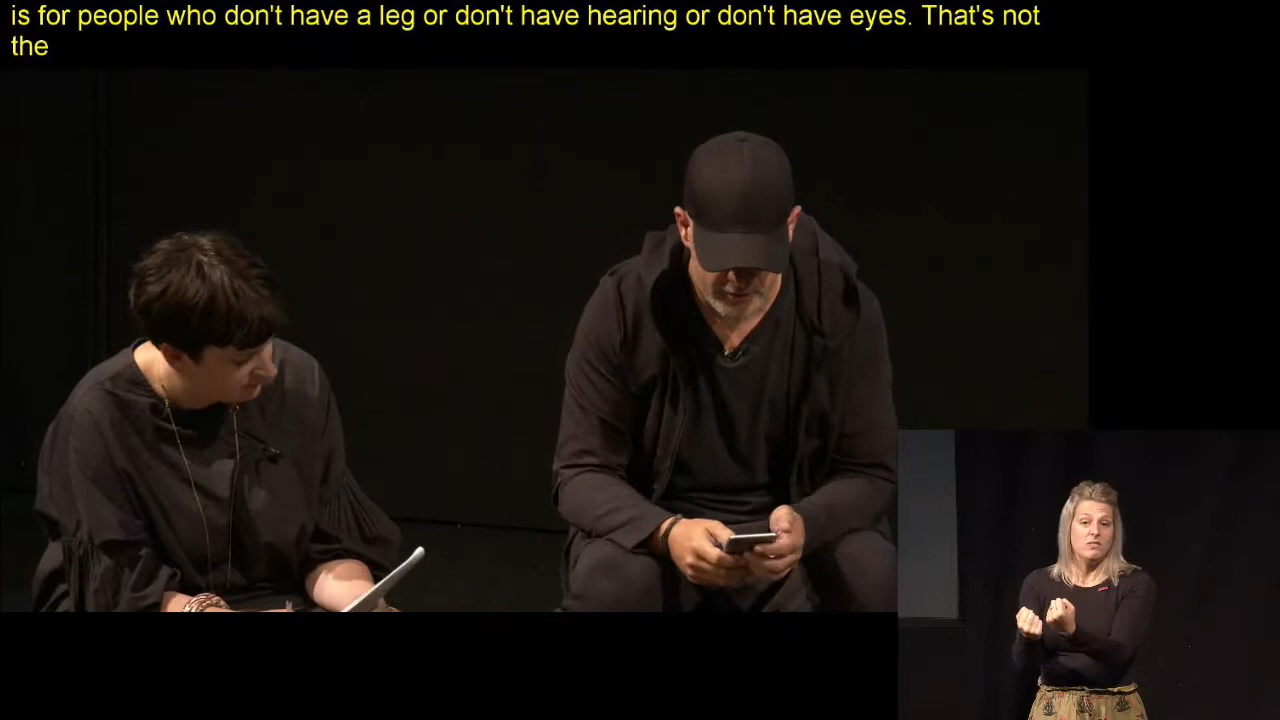 is for people who don't have a leg or don't have hearing or don't have eyes. That's not
the